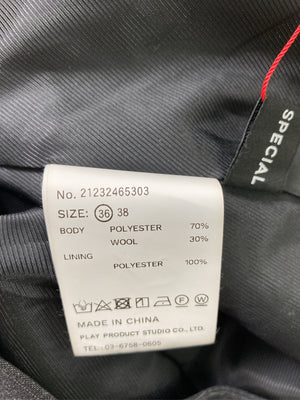 SPECIAL
No. 21232465303
SIZE: 36 38
BODY POLYESTER 70%
WOOL 30%
LINING
POLYESTER 100%
MADE IN CHINA
PLAY PRODUCT STUDIO CO., LTD.
TEL: 03-6758-0605